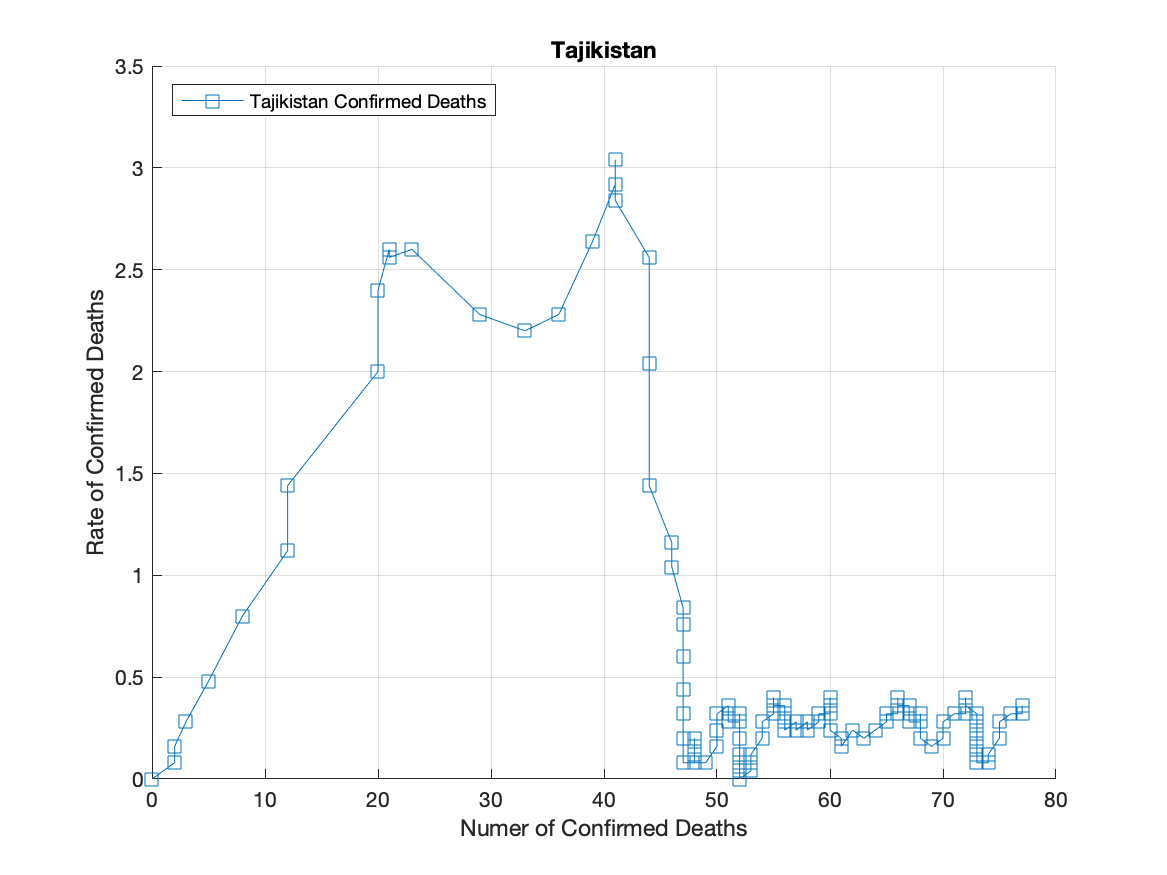 Tajikistan
Tajikistan Confirmed Deaths
3.5
3
2.5
2
1.5
1
0.5
0
Rate of Confirmed Deaths
0 10 20 30 40 50 60 70 80
Numer of Confirmed Deaths